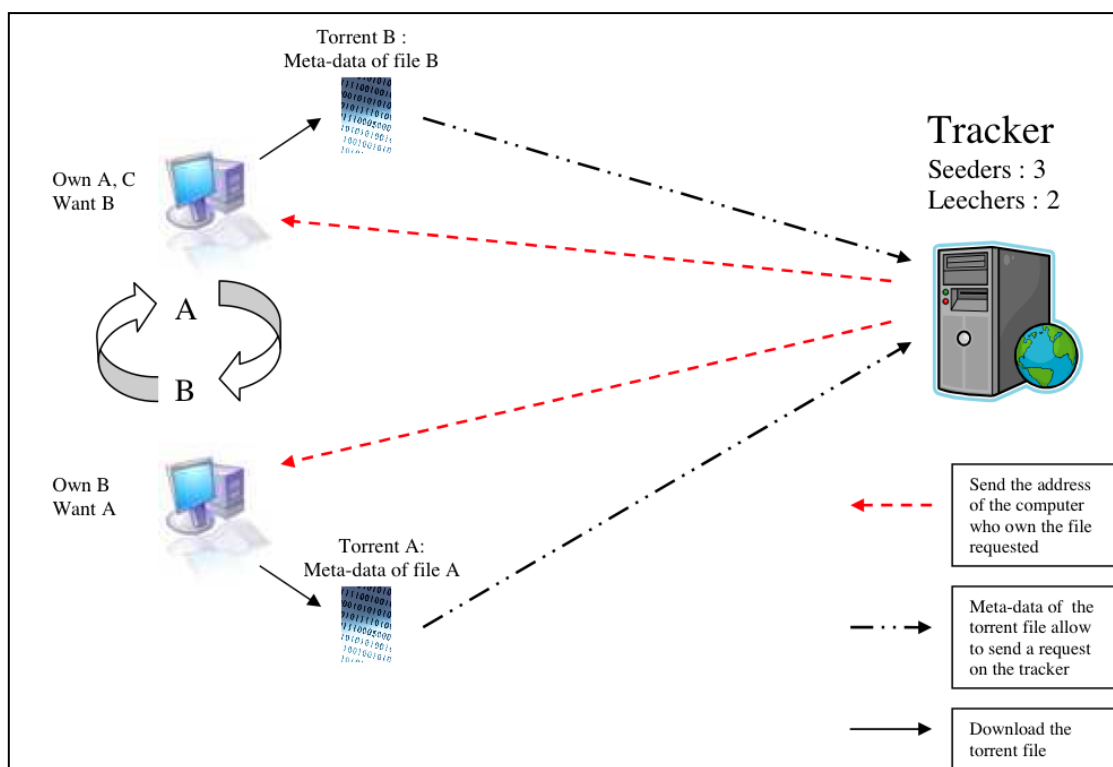 Torrent B :
Meta-data of file B
Tracker
Seeders : 3
Leechers : 2
Own A, C
Want B
A
B
Own B
Want A
Torrent A:
Meta-data of file A
Send the address
of the computer
who own the file
requested
Meta-data of the
torrent file allow
to send a request
on the tracker
Download the
torrent file